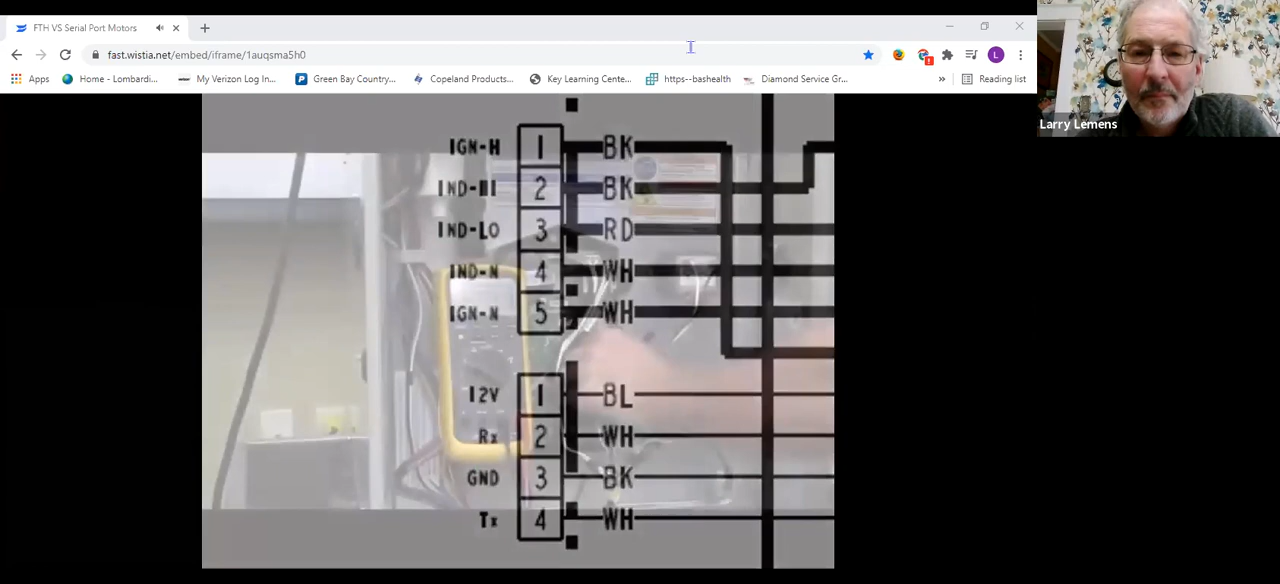 FTH VS Serial Port Motors
fast.wistia.net/embed/iframe/1auqsma5h0
Apps Home - Lombardi... My Verizon Log In... Green Bay Country... Copeland Products... Key Learning Cente... https--bashealth Diamond Service Gr... » Reading list
L
Larry Lemens
IGN-H 1 BK
IND-HI 2 BK
IND-LO 3 RD
IND-N 4 WH
IGN-N 5 WH
12V 1 BL
Rx 2 WH
GND 3 BK
Tx 4 WH